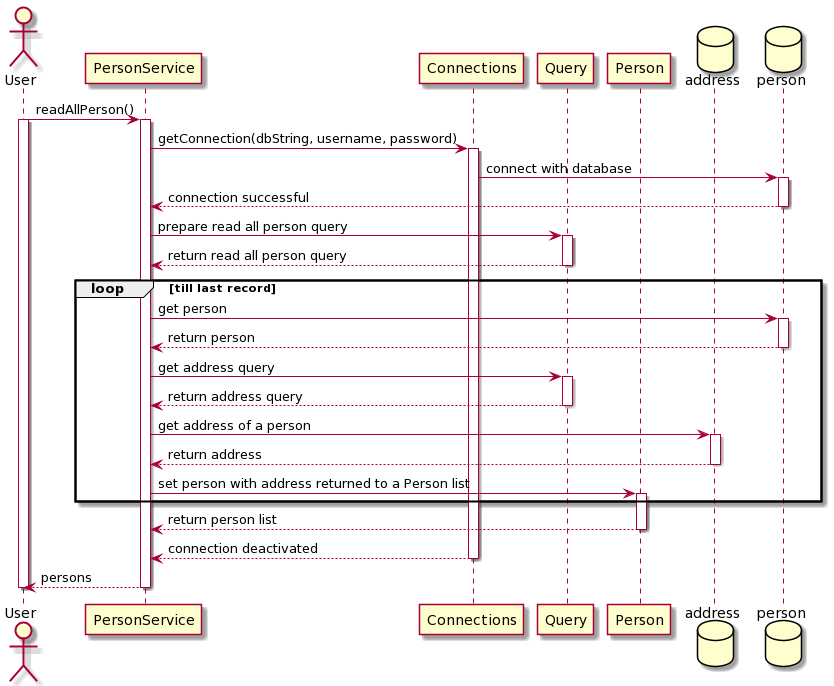 User
PersonService
Connections
Query
Person
address
person
readAllPerson()
getConnection(dbString, username, password)
connect with database
connection successful
prepare read all person query
return read all person query
loop
[till last record]
get person
return person
get address query
return address query
get address of a person
return address
set person with address returned to a Person list
return person list
connection deactivated
persons
User
PersonService
Connections
Query
Person
address
person